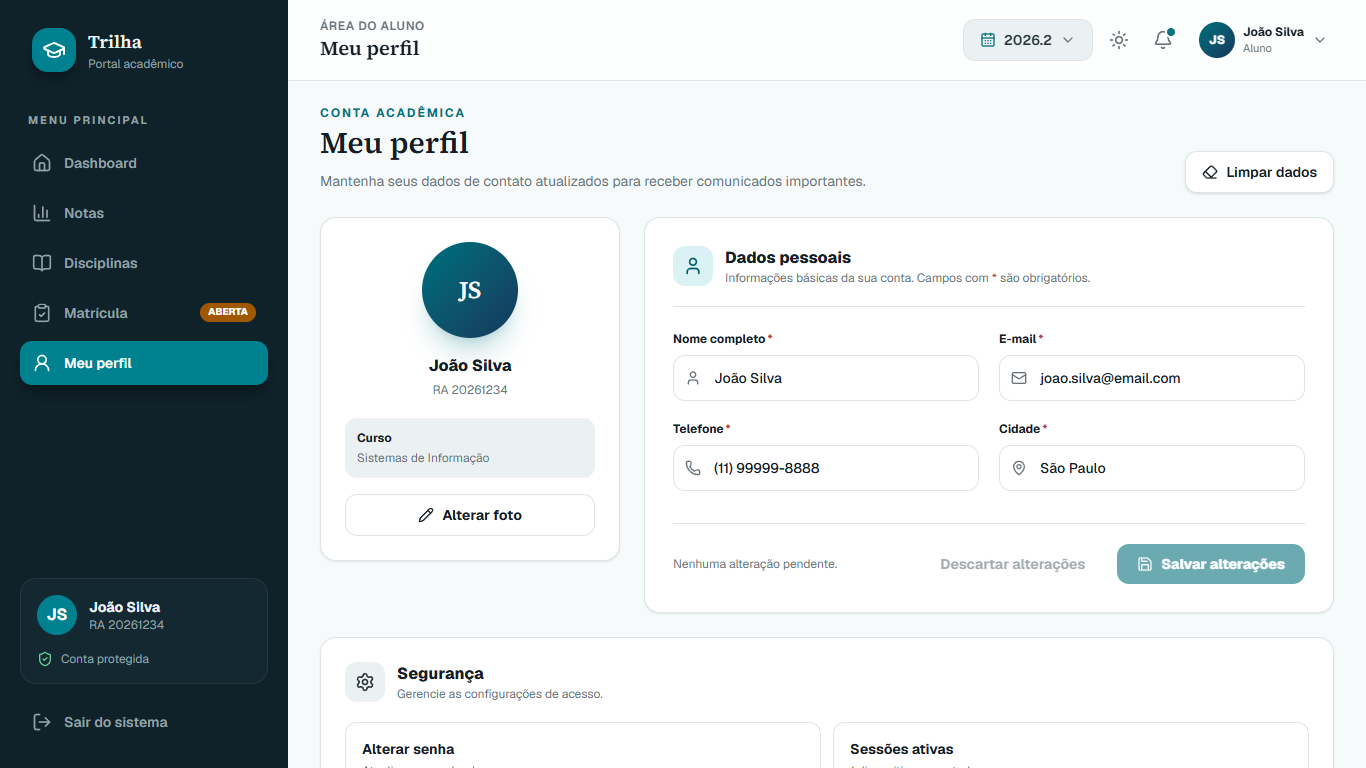 Trilha
Portal acadêmico
MENU PRINCIPAL
Dashboard
Notas
Disciplinas
Matrícula
ABERTA
Meu perfil
JS
João Silva
RA 20261234
Conta protegida
Sair do sistema
ÁREA DO ALUNO
Meu perfil
2026.2
JS
João Silva
Aluno
CONTA ACADÊMICA
Meu perfil
Mantenha seus dados de contato atualizados para receber comunicados importantes.
Limpar dados
JS
João Silva
RA 20261234
Curso
Sistemas de Informação
Alterar foto
Dados pessoais
Informações básicas da sua conta. Campos com * são obrigatórios.
Nome completo *
João Silva
E-mail *
joao.silva@email.com
Telefone *
(11) 99999-8888
Cidade *
São Paulo
Nenhuma alteração pendente.
Descartar alterações
Salvar alterações
Segurança
Gerencie as configurações de acesso.
Alterar senha
Sessões ativas